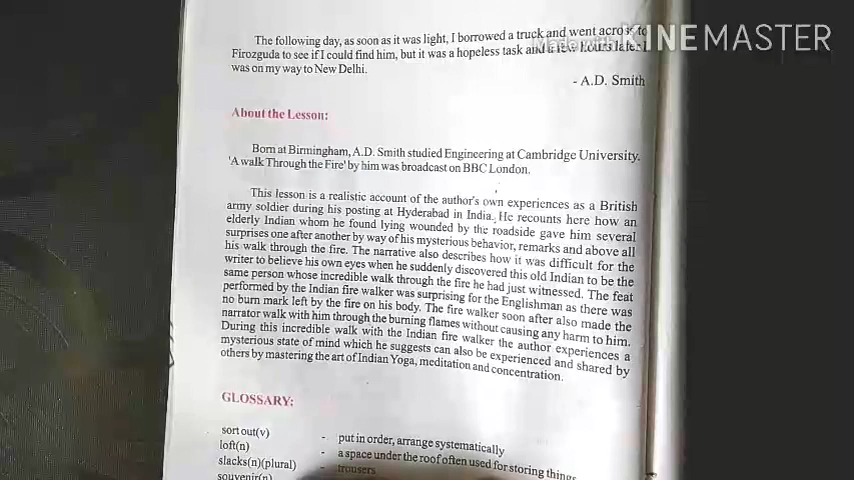 The following day, as soon as it was light, I borrowed a truck and went across to
Firozguda to see if I could find him, but it was a hopeless task and a few hours later I
was on my way to New Delhi.
- A.D. Smith
KINEMASTER
About the Lesson:
Born at Birmingham, A.D. Smith studied Engineering at Cambridge University.
'A walk Through the Fire' by him was broadcast on BBC London.
This lesson is a realistic account of the author's own experiences as a British
army soldier during his posting at Hyderabad in India. He recounts here how an
elderly Indian whom he found lying wounded by the roadside gave him several
surprises one after another by way of his mysterious behavior, remarks and above all
his walk through the fire. The narrative also describes how it was difficult for the
writer to believe his own eyes when he suddenly discovered this old Indian to be the
same person whose incredible walk through the fire he had just witnessed. The feat
performed by the Indian fire walker was surprising for the Englishman as there was
no burn mark left by the fire on his body. The fire walker soon after also made the
narrator walk with him through the burning flames without causing any harm to him.
During this incredible walk with the Indian fire walker the author experiences a
mysterious state of mind which he suggests can also be experienced and shared by
others by mastering the art of Indian Yoga, meditation and concentration.
GLOSSARY:
sort out(v) - put in order, arrange systematically
loft(n) - a space under the roof often used for storing things
slacks(n)(plural) - trousers
souvenir(n)